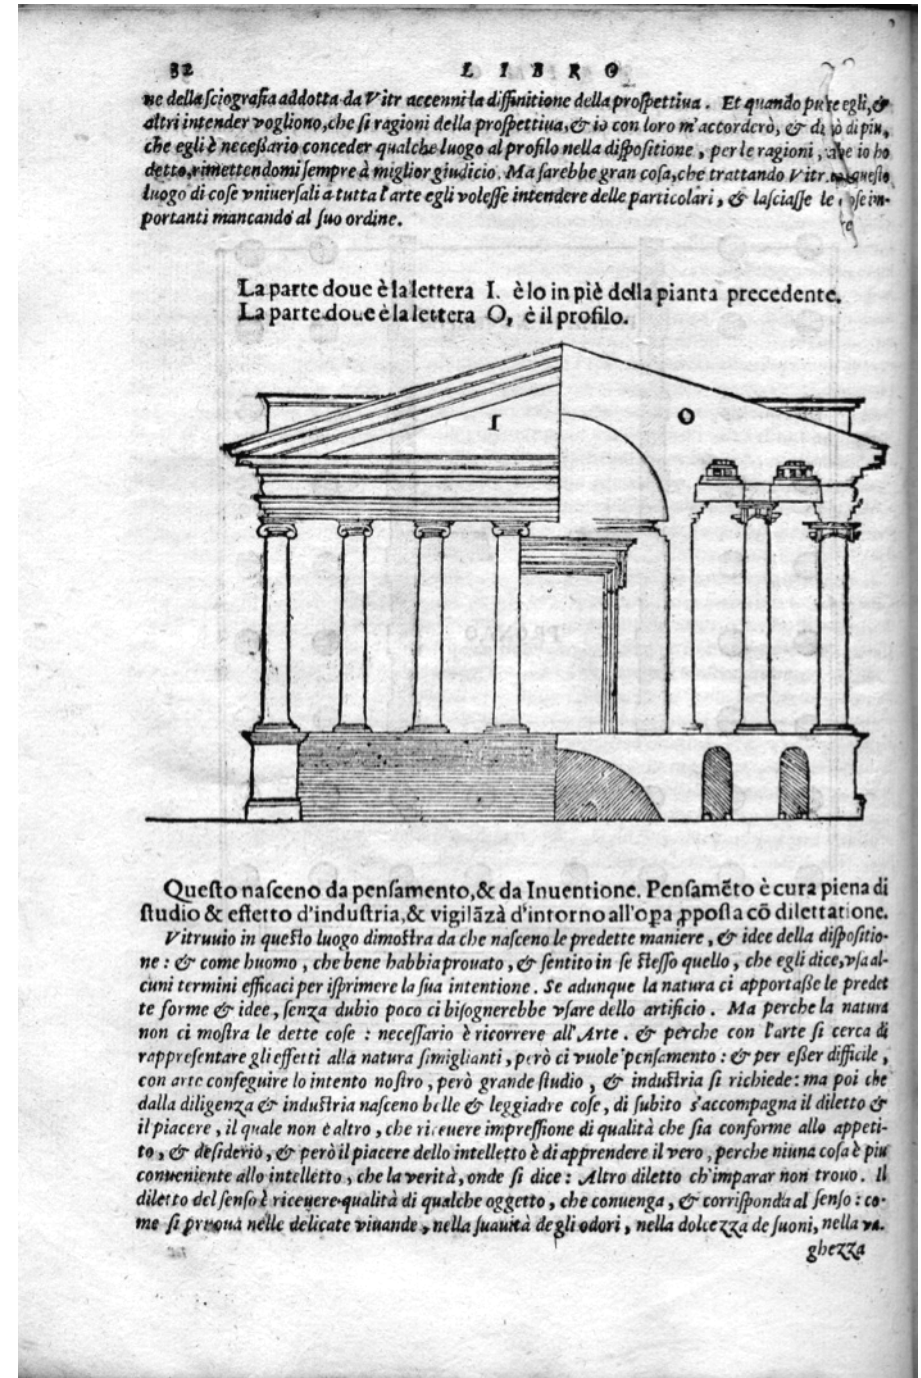 32 LIBRO
ne della ſciografia addotta da Vitr accenni la diffinitione della proſpettiua. Et quando pure egli, &
altri intender vogliono, che ſi ragioni della proſpettiua, & io con loro m'accorderò, & di piu,
che egli è neceßario conceder qualche luogo al profilo nella diſpoſitione, per le ragioni, che io ho
detto, rimettendomi ſempre à miglior giudicio. Ma ſarebbe gran coſa, che trattando Vitr. in queſto
luogo di coſe vniuerſali a tutta l'arte egli voleſſe intendere delle particolari, & laſciaſſe le coſe im-
portanti mancando al ſuo ordine.
La parte doue è la lettera I. è lo in piè della pianta precedente.
La parte doue è la lettera O, è il profilo.
I O
Queſto naſceno da penſamento, & da Inuentione. Penſamẽto è cura piena di
ſtudio & effetto d'induſtria, & vigilãzà d'intorno all'opa ꝓpoſta cõ dilettatione.
Vitruuio in queſto luogo dimoſtra da che naſceno le predette maniere, & idee della diſpoſitio-
ne: & come huomo, che bene habbia prouato, & ſentito in ſe ſteſſo quello, che egli dice, vſa al-
cuni termini efficaci per iſprimere la ſua intentione. Se adunque la natura ci apportaße le predet
te forme & idee, ſenza dubio poco ci biſognerebbe vſare dello artificio. Ma perche la natura
non ci moſtra le dette coſe: neceſſario è ricorrere all'Arte. & perche con l'arte ſi cerca di
rappreſentare gli effetti alla natura ſimiglianti, però ci vuole penſamento: & per eßer difficile,
con arte conſeguire lo intento noſtro, però grande ſtudio, & induſtria ſi richiede: ma poi che
dalla diligenza & induſtria naſceno belle & leggiadre coſe, di ſubito s'accompagna il diletto &
il piacere, il quale non è altro, che riceuere impreſſione di qualità che ſia conforme allo appeti-
to, & deſiderio, & però il piacere dello intelletto è di apprendere il vero, perche niuna coſa è piu
conueniente allo intelletto, che la verità, onde ſi dice: Altro diletto ch'imparar non trouo. Il
diletto del ſenſo è riceuere qualità di qualche oggetto, che conuenga, & corriſponda al ſenſo: co-
me ſi pruoua nelle delicate viuande, nella ſuauità degli odori, nella dolcezza de ſuoni, nella va.
ghezza